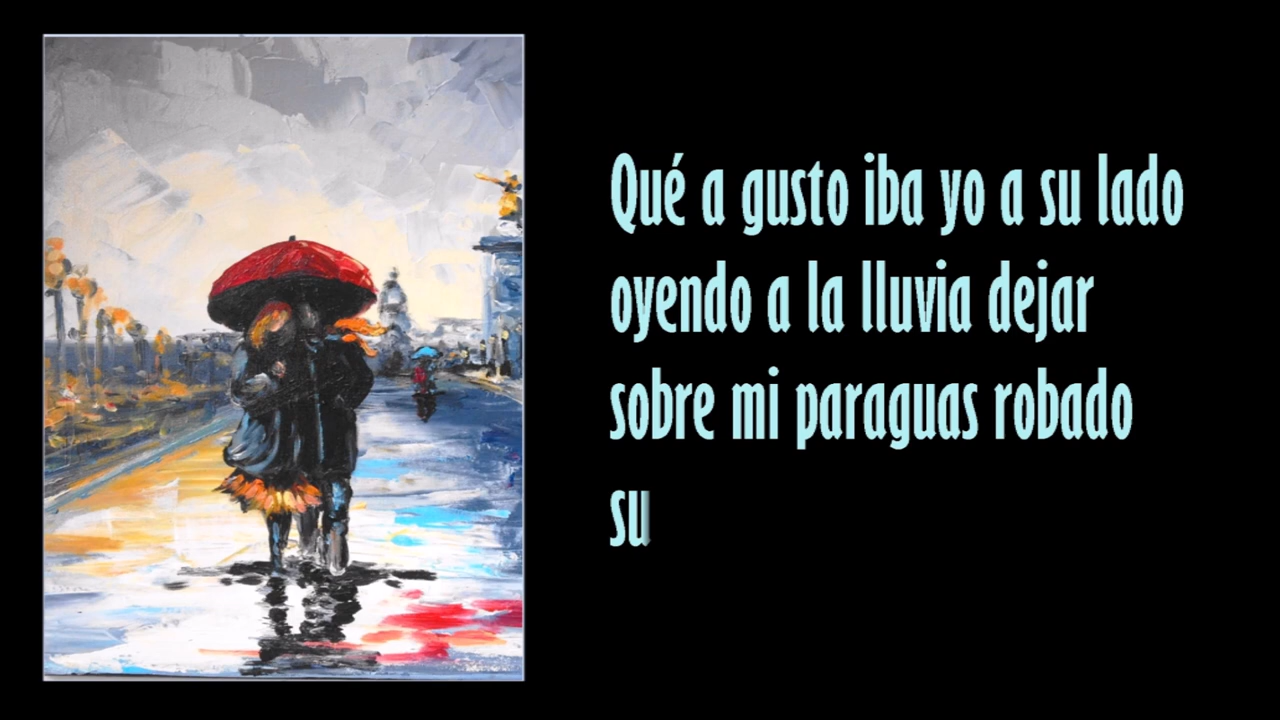 Qué a gusto iba yo a su lado
oyendo a la lluvia dejar
sobre mi paraguas robado
su